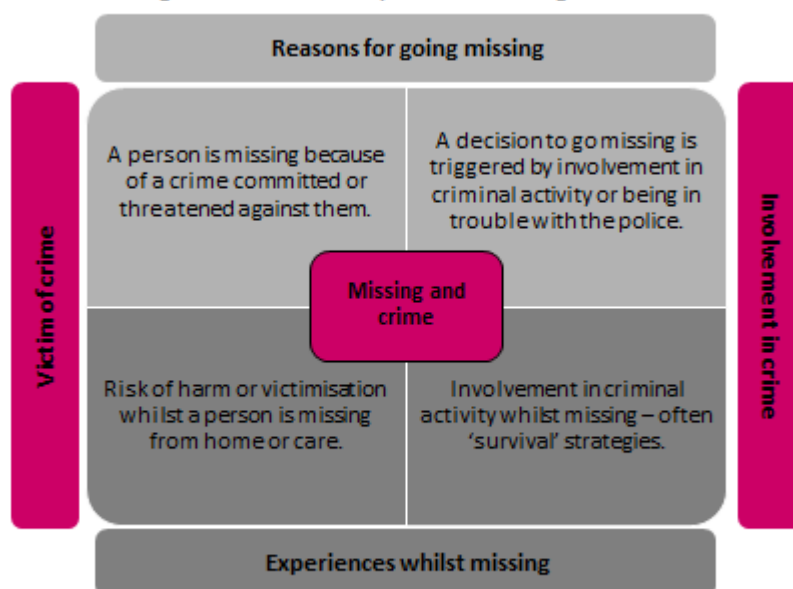 Reasons for going missing
Victim of crime
A person is missing because
of a crime committed or
threatened against them.
A decision to go missing is
triggered by involvement in
criminal activity or being in
trouble with the police.
Involvement in crime
Missing and
crime
Risk of harm or victimisation
whilst a person is missing
from home or care.
Involvement in criminal
activity whilst missing – often
‘survival’ strategies.
Experiences whilst missing